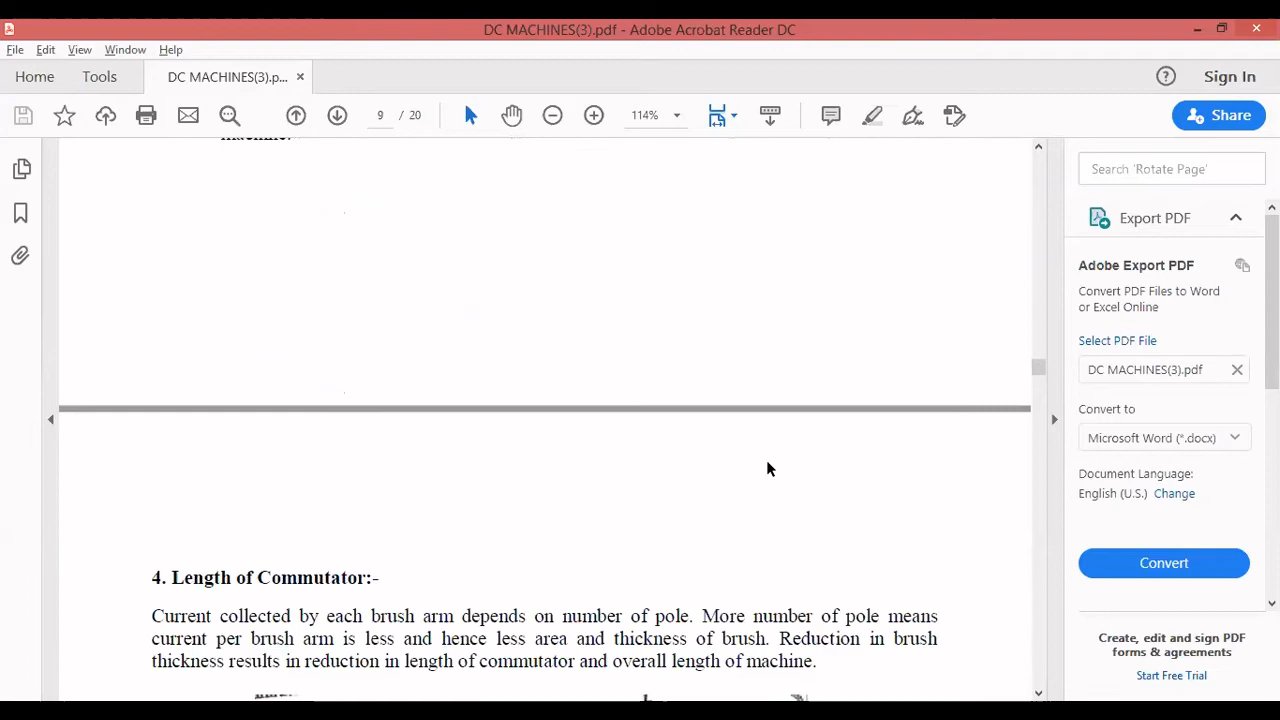 DC MACHINES(3).pdf - Adobe Acrobat Reader DC
File Edit View Window Help
Home Tools DC MACHINES(3).p... Sign In
9 / 20 114% Share
machine.
Search 'Rotate Page'
Export PDF
Adobe Export PDF
Convert PDF Files to Word
or Excel Online
Select PDF File
DC MACHINES(3).pdf
Convert to
Microsoft Word (*.docx)
Document Language:
English (U.S.) Change
Convert
Create, edit and sign PDF
forms & agreements
Start Free Trial
4. Length of Commutator:-
Current collected by each brush arm depends on number of pole. More number of pole means
current per brush arm is less and hence less area and thickness of brush. Reduction in brush
thickness results in reduction in length of commutator and overall length of machine.